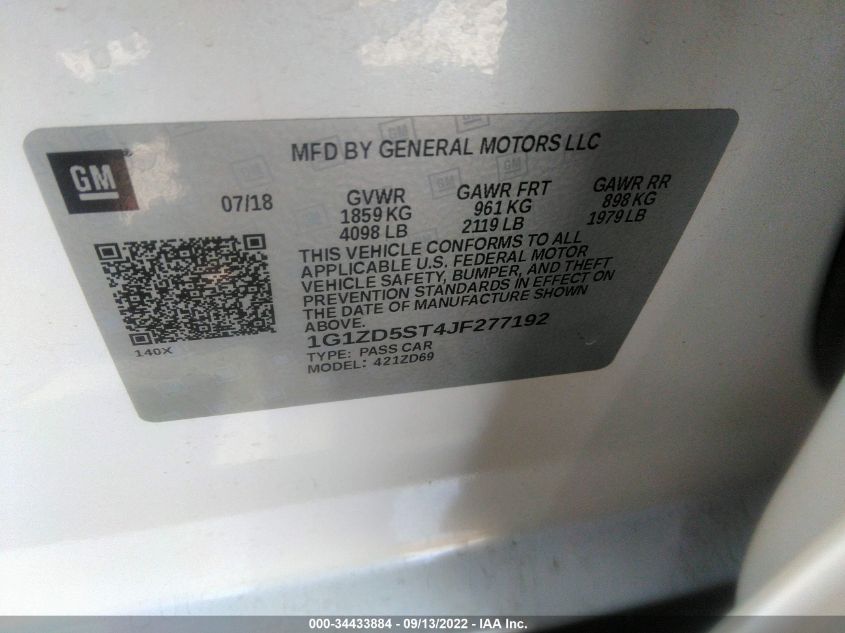 GM
MFD BY GENERAL MOTORS LLC
07/18
GVWR
1859 KG
4098 LB
GAWR FRT
961 KG
2119 LB
GAWR RR
898 KG
1979 LB
THIS VEHICLE CONFORMS TO ALL
APPLICABLE U.S. FEDERAL MOTOR
VEHICLE SAFETY, BUMPER, AND THEFT
PREVENTION STANDARDS IN EFFECT ON
THE DATE OF MANUFACTURE SHOWN
ABOVE.
1G1ZD5ST4JF277192
TYPE: PASS CAR
MODEL: 421ZD69
140X
000-34433884 - 09/13/2022 - IAA Inc.